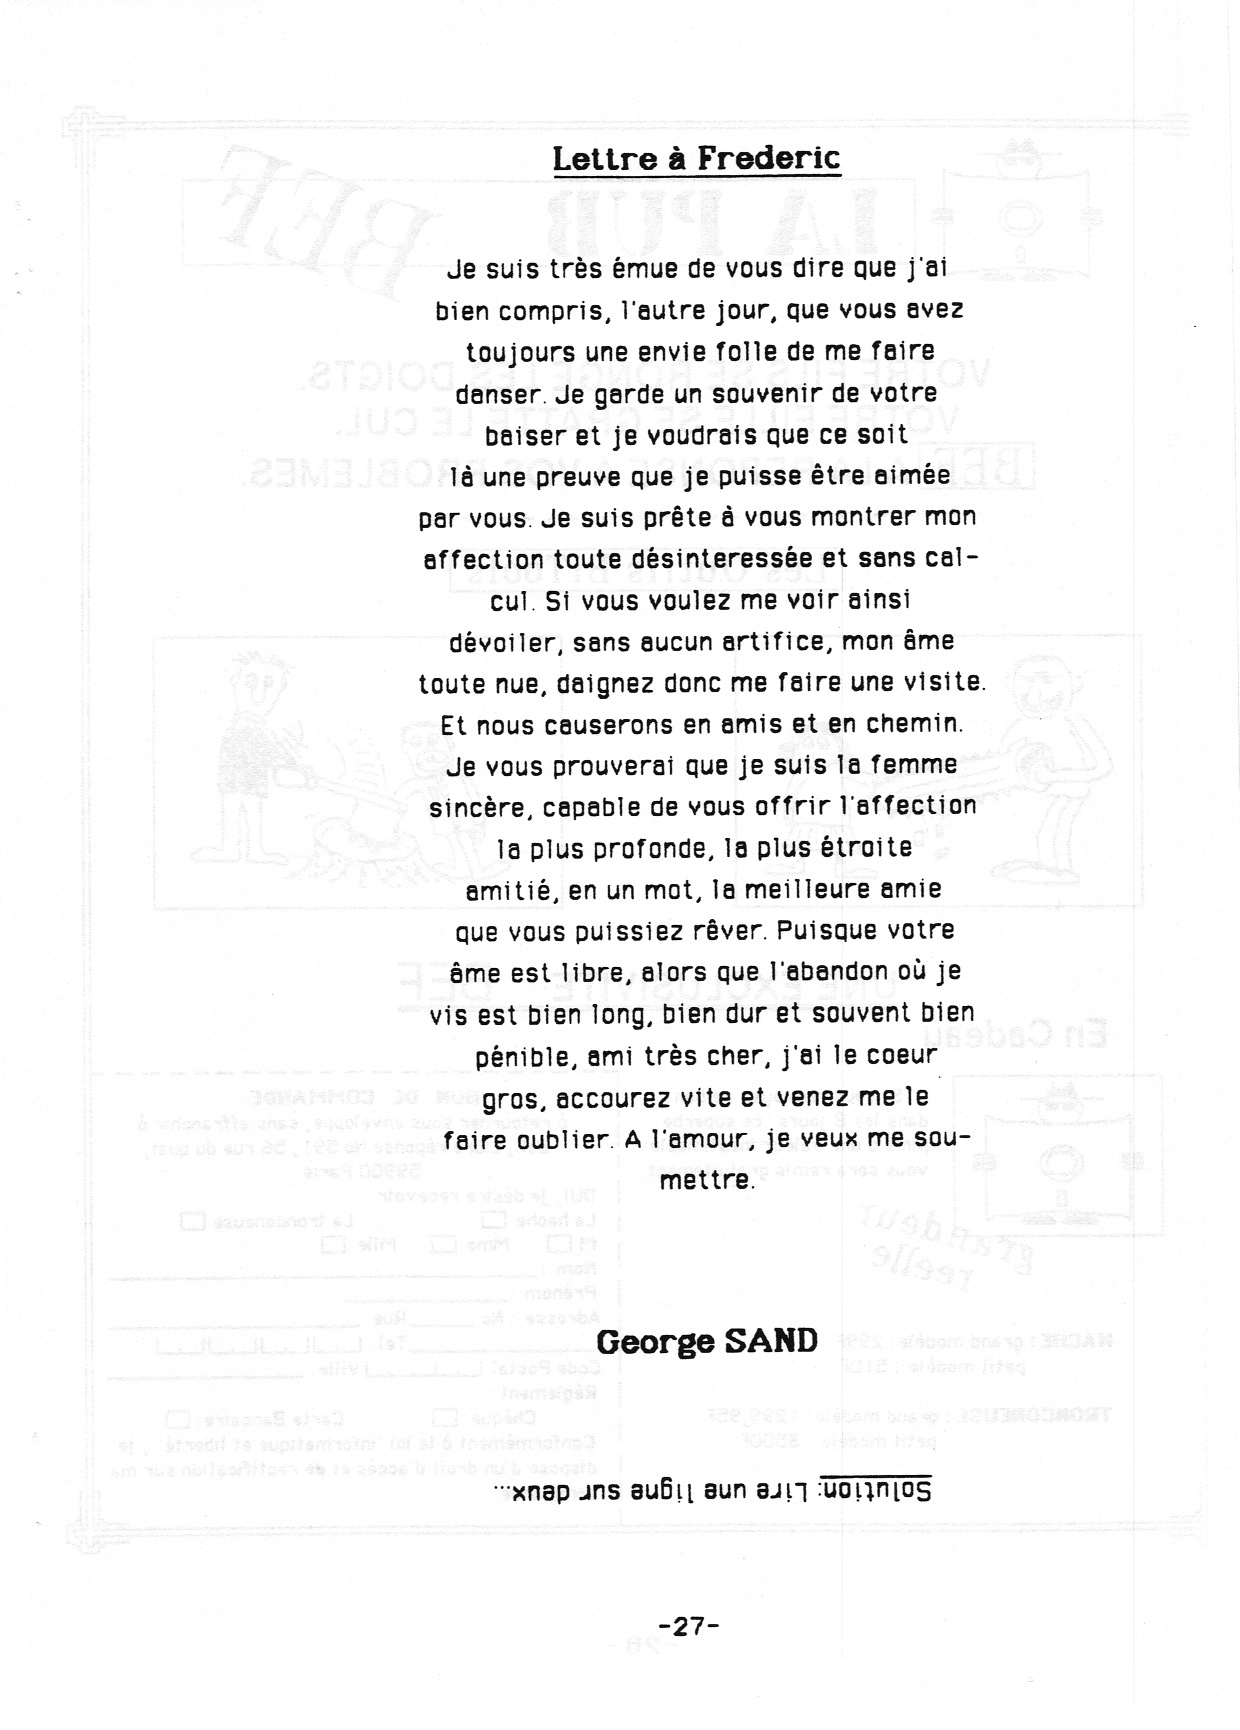 Lettre à Frederic
Je suis très émue de vous dire que j'ai
bien compris, l'autre jour, que vous avez
toujours une envie folle de me faire
danser. Je garde un souvenir de votre
baiser et je voudrais que ce soit
là une preuve que je puisse être aimée
par vous. Je suis prête à vous montrer mon
affection toute désinteressée et sans cal-
cul. Si vous voulez me voir ainsi
dévoiler, sans aucun artifice, mon âme
toute nue, daignez donc me faire une visite.
Et nous causerons en amis et en chemin.
Je vous prouverai que je suis la femme
sincère, capable de vous offrir l'affection
la plus profonde, la plus étroite
amitié, en un mot, la meilleure amie
que vous puissiez rêver. Puisque votre
âme est libre, alors que l'abandon où je
vis est bien long, bien dur et souvent bien
pénible, ami très cher, j'ai le coeur
gros, accourez vite et venez me le
faire oublier. A l'amour, je veux me sou-
mettre.
George SAND
Solution: Lire une ligne sur deux...
-27-